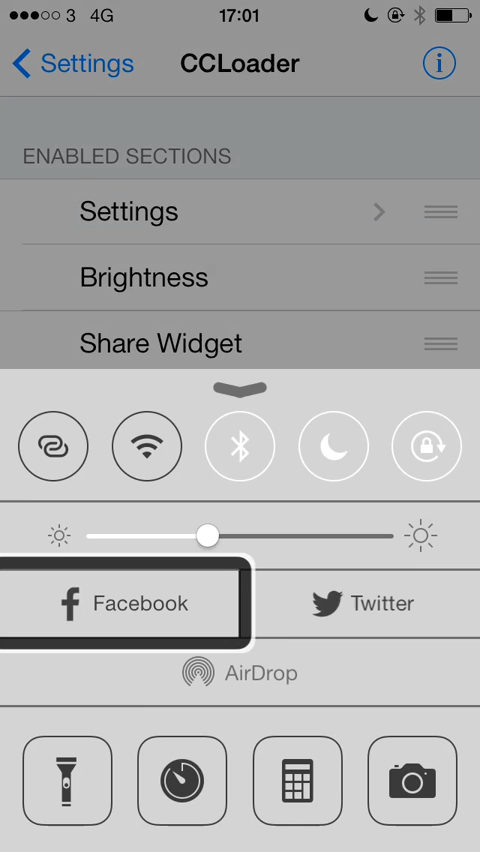 3 4G 17:01
Settings CCLoader i
ENABLED SECTIONS
Settings
Brightness
Share Widget
Facebook Twitter
AirDrop